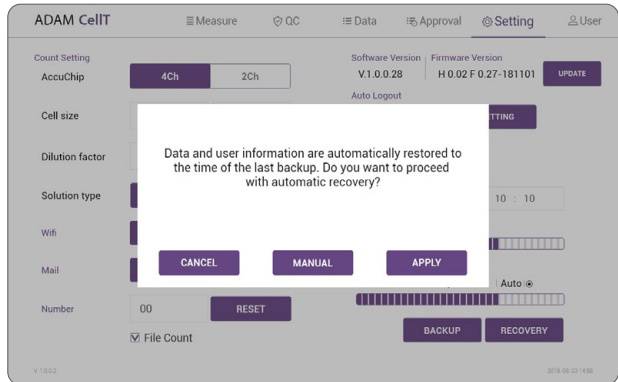 ADAM CellT
Measure
QC
Data
Approval
Setting
User
Count Setting
AccuChip
4Ch
2Ch
Software Version
Firmware Version
V.1.0.0.28
H 0.02 F 0.27-181101
UPDATE
Auto Logout
Cell size
Dilution factor
Data and user information are automatically restored to
the time of the last backup. Do you want to proceed
with automatic recovery?
Solution type
10 : 10
Wifi
CANCEL
MANUAL
APPLY
Mail
Auto
Number
00
RESET
File Count
BACKUP
RECOVERY